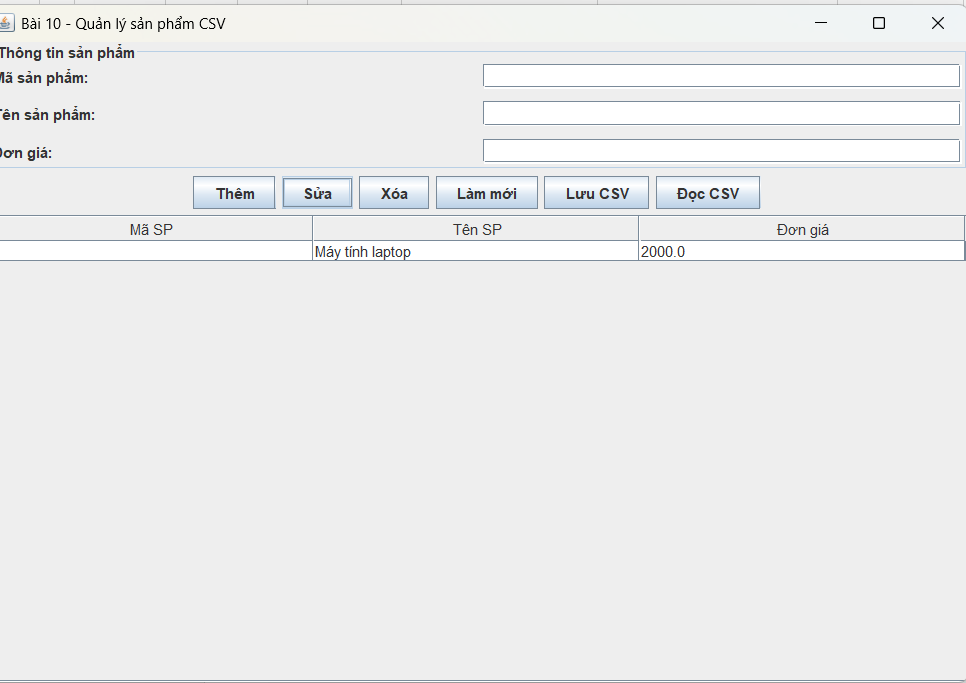 Bài 10 - Quản lý sản phẩm CSV
Thông tin sản phẩm
Mã sản phẩm:
Tên sản phẩm:
Đơn giá:
Thêm Sửa Xóa Làm mới Lưu CSV Đọc CSV
Mã SP Tên SP Đơn giá
Máy tính laptop 2000.0